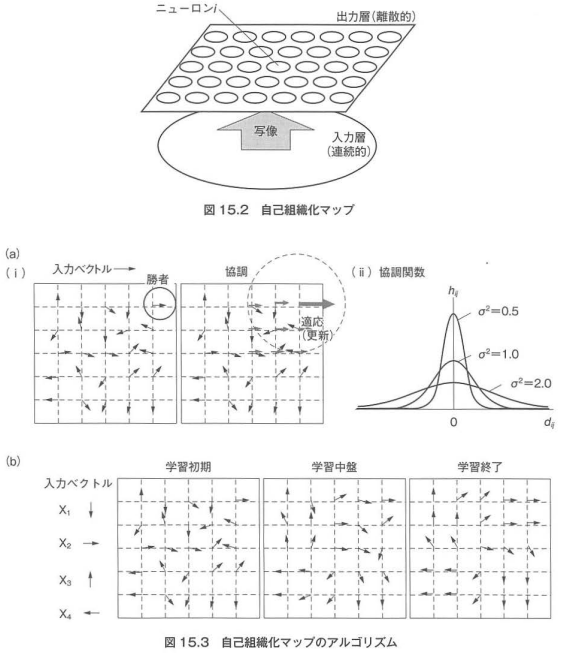 ニューロンi
出力層(離散的)
写像
入力層
(連続的)
図 15.2 自己組織化マップ
(a)
(i)
入力ベクトル
勝者
協調
適応
(更新)
(ii) 協調関数
hij
σ²=0.5
σ²=1.0
σ²=2.0
0
dij
(b)
学習初期
学習中盤
学習終了
入力ベクトル
X₁
X₂
X₃
X₄
図 15.3 自己組織化マップのアルゴリズム